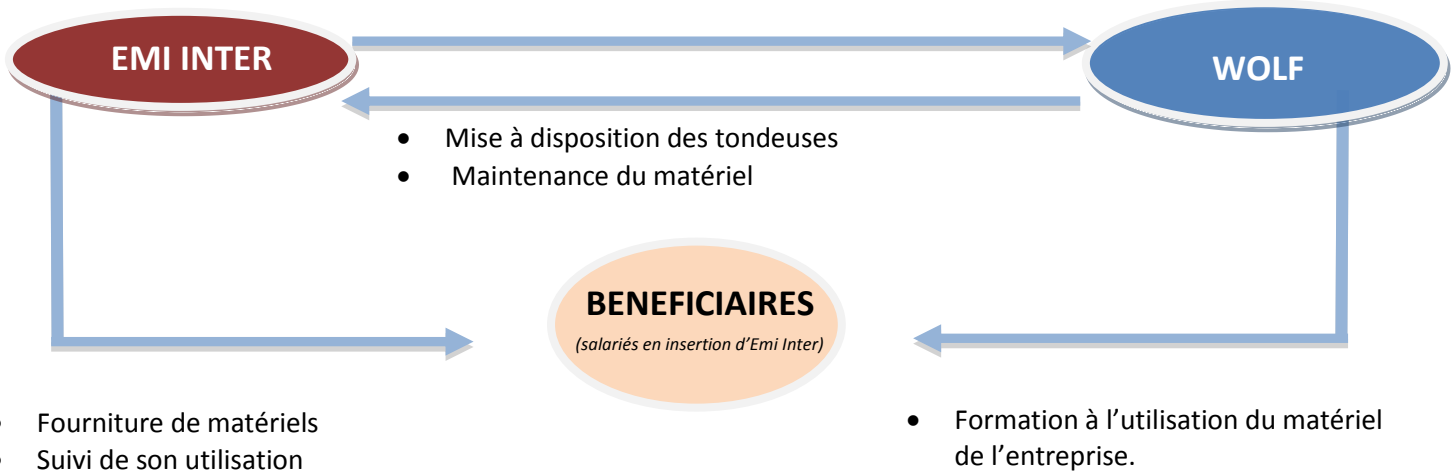 EMI INTER
WOLF
• Mise à disposition des tondeuses
• Maintenance du matériel
BENEFICIAIRES
(salariés en insertion d’Emi Inter)
• Fourniture de matériels
• Suivi de son utilisation
• Formation à l’utilisation du matériel
de l’entreprise.